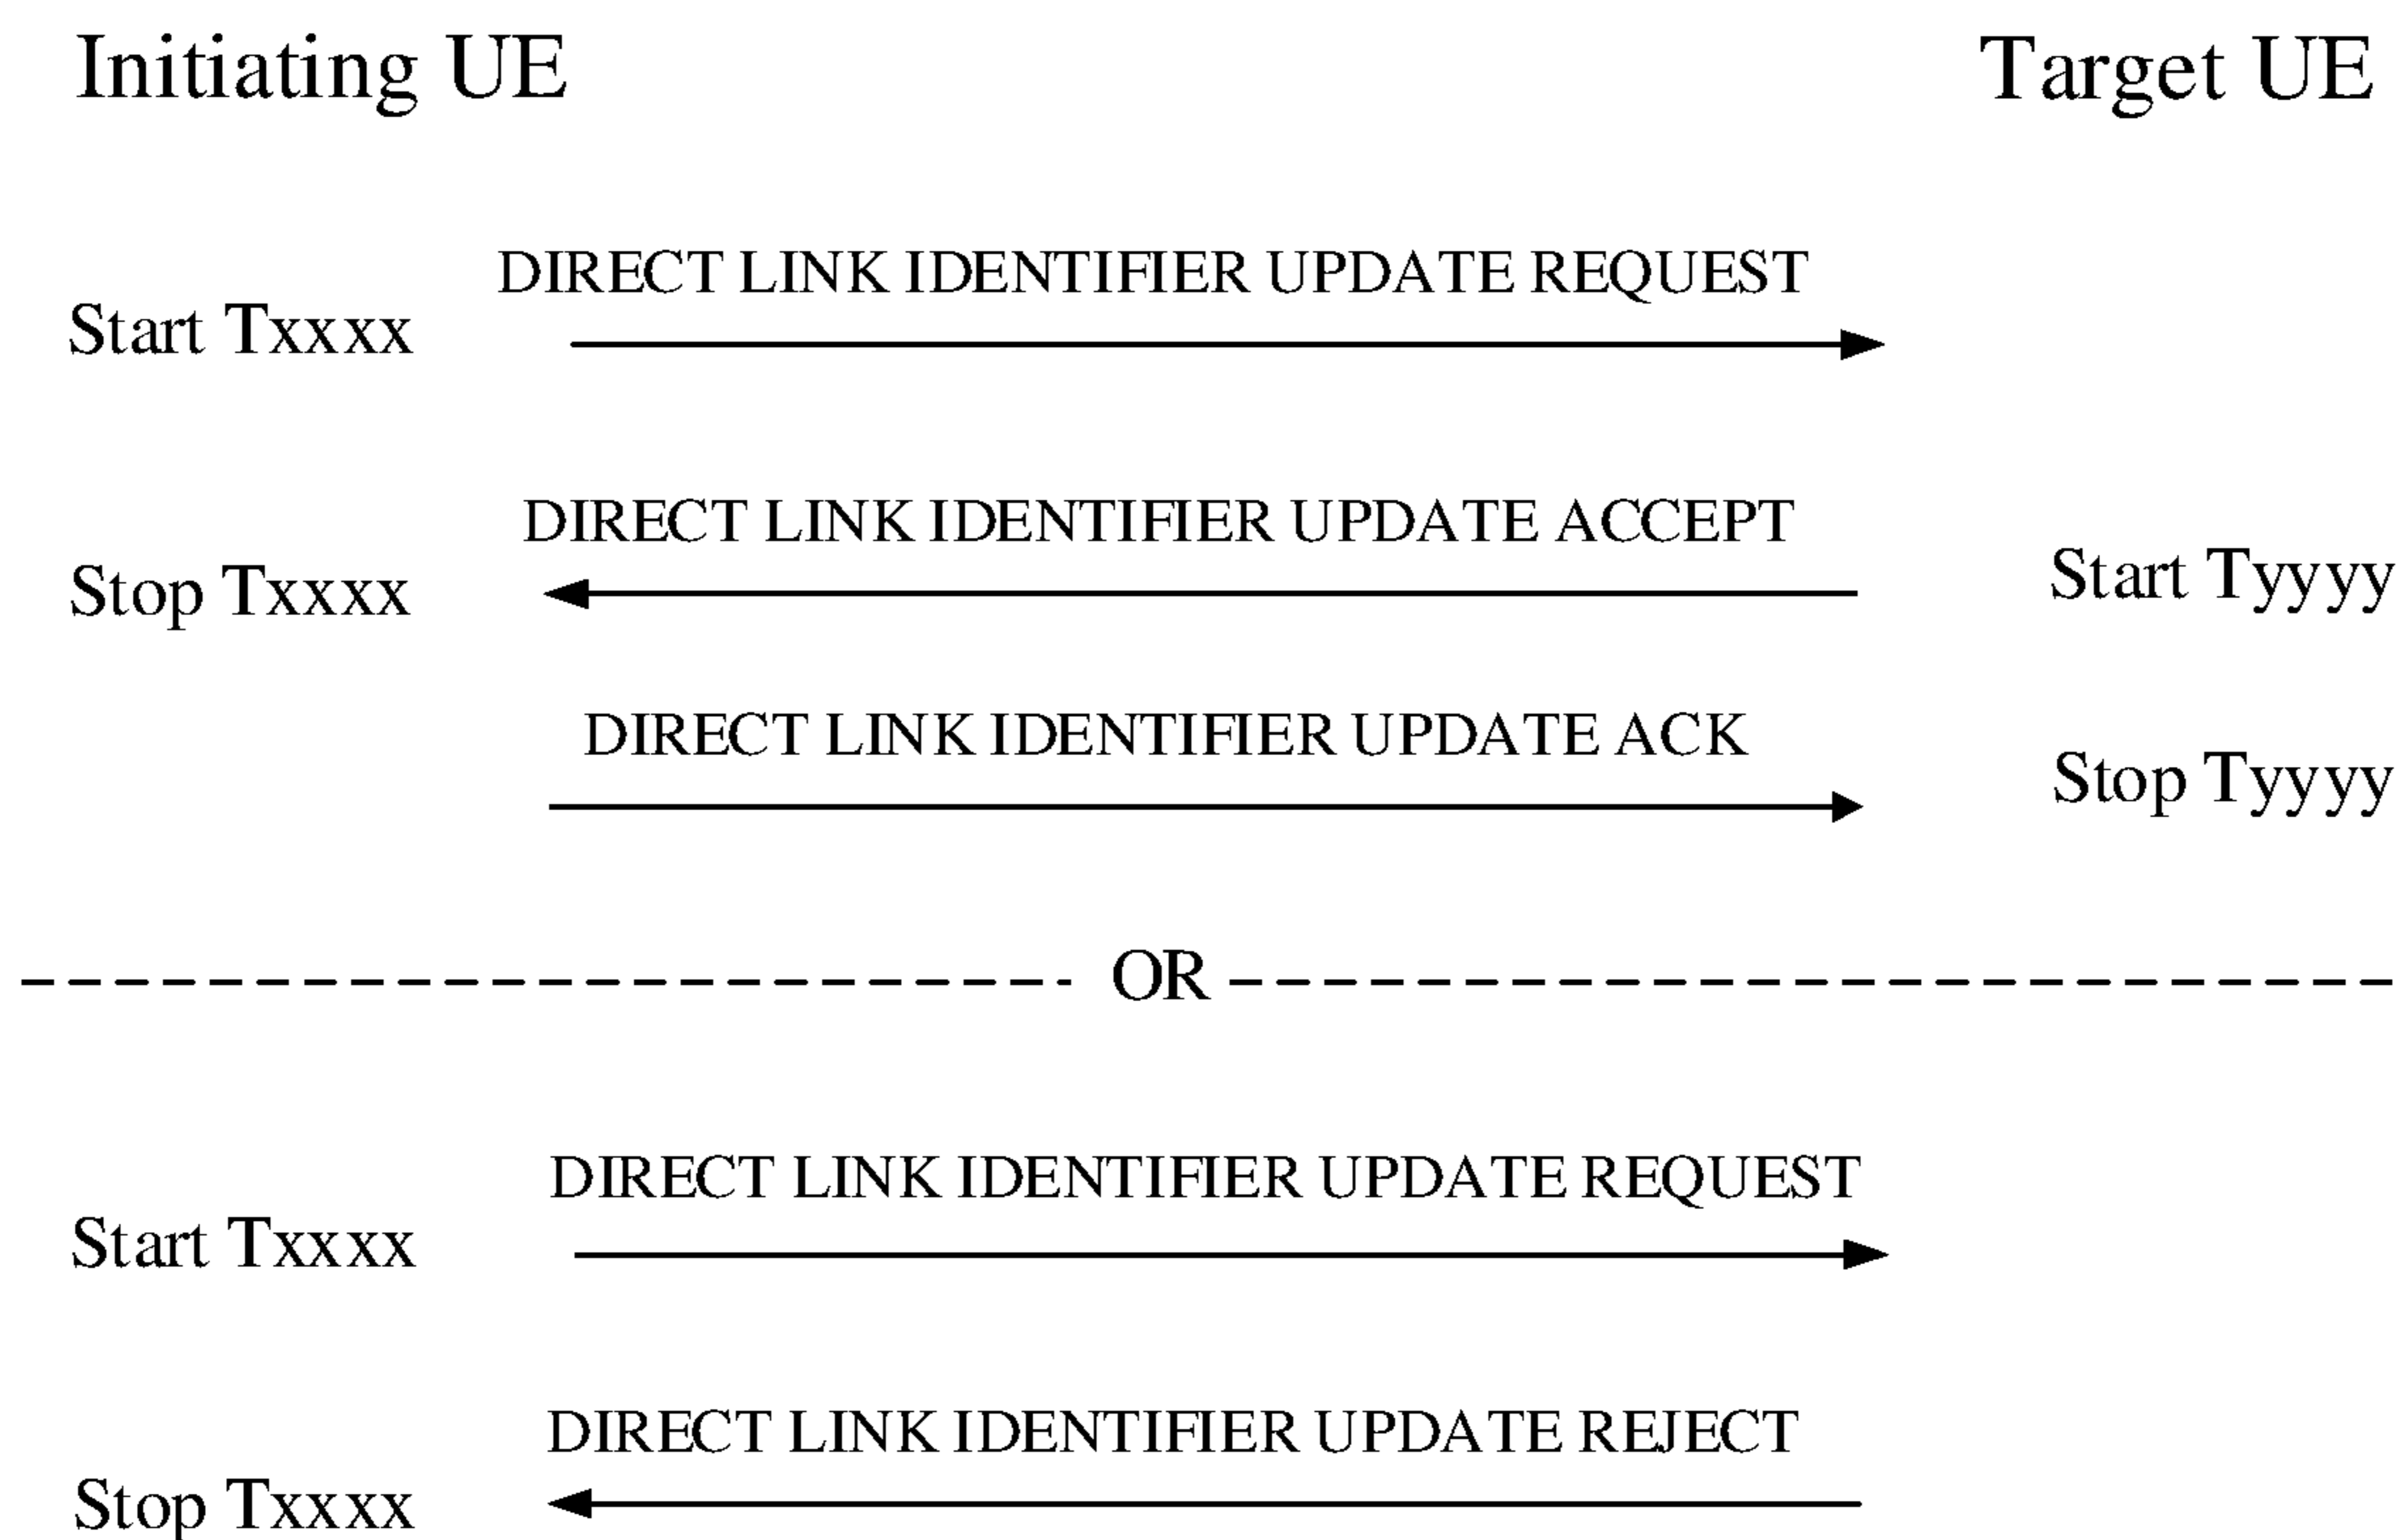 Initiating UE Target UE
DIRECT LINK IDENTIFIER UPDATE REQUEST
Start Txxxx
DIRECT LINK IDENTIFIER UPDATE ACCEPT
Stop Txxxx Start Tyyyy
DIRECT LINK IDENTIFIER UPDATE ACK
Stop Tyyyy
OR
DIRECT LINK IDENTIFIER UPDATE REQUEST
Start Txxxx
DIRECT LINK IDENTIFIER UPDATE REJECT
Stop Txxxx